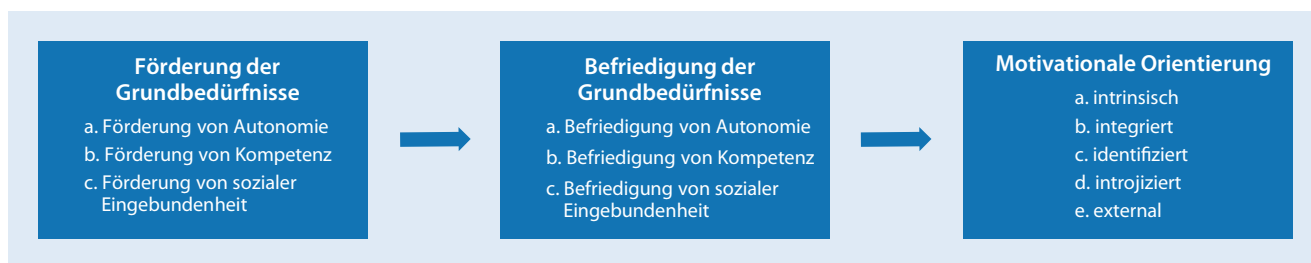 Förderung der
Grundbedürfnisse
a. Förderung von Autonomie
b. Förderung von Kompetenz
c. Förderung von sozialer
Eingebundenheit
Befriedigung der
Grundbedürfnisse
a. Befriedigung von Autonomie
b. Befriedigung von Kompetenz
c. Befriedigung von sozialer
Eingebundenheit
Motivationale Orientierung
a. intrinsisch
b. integriert
c. identifiziert
d. introjiziert
e. external